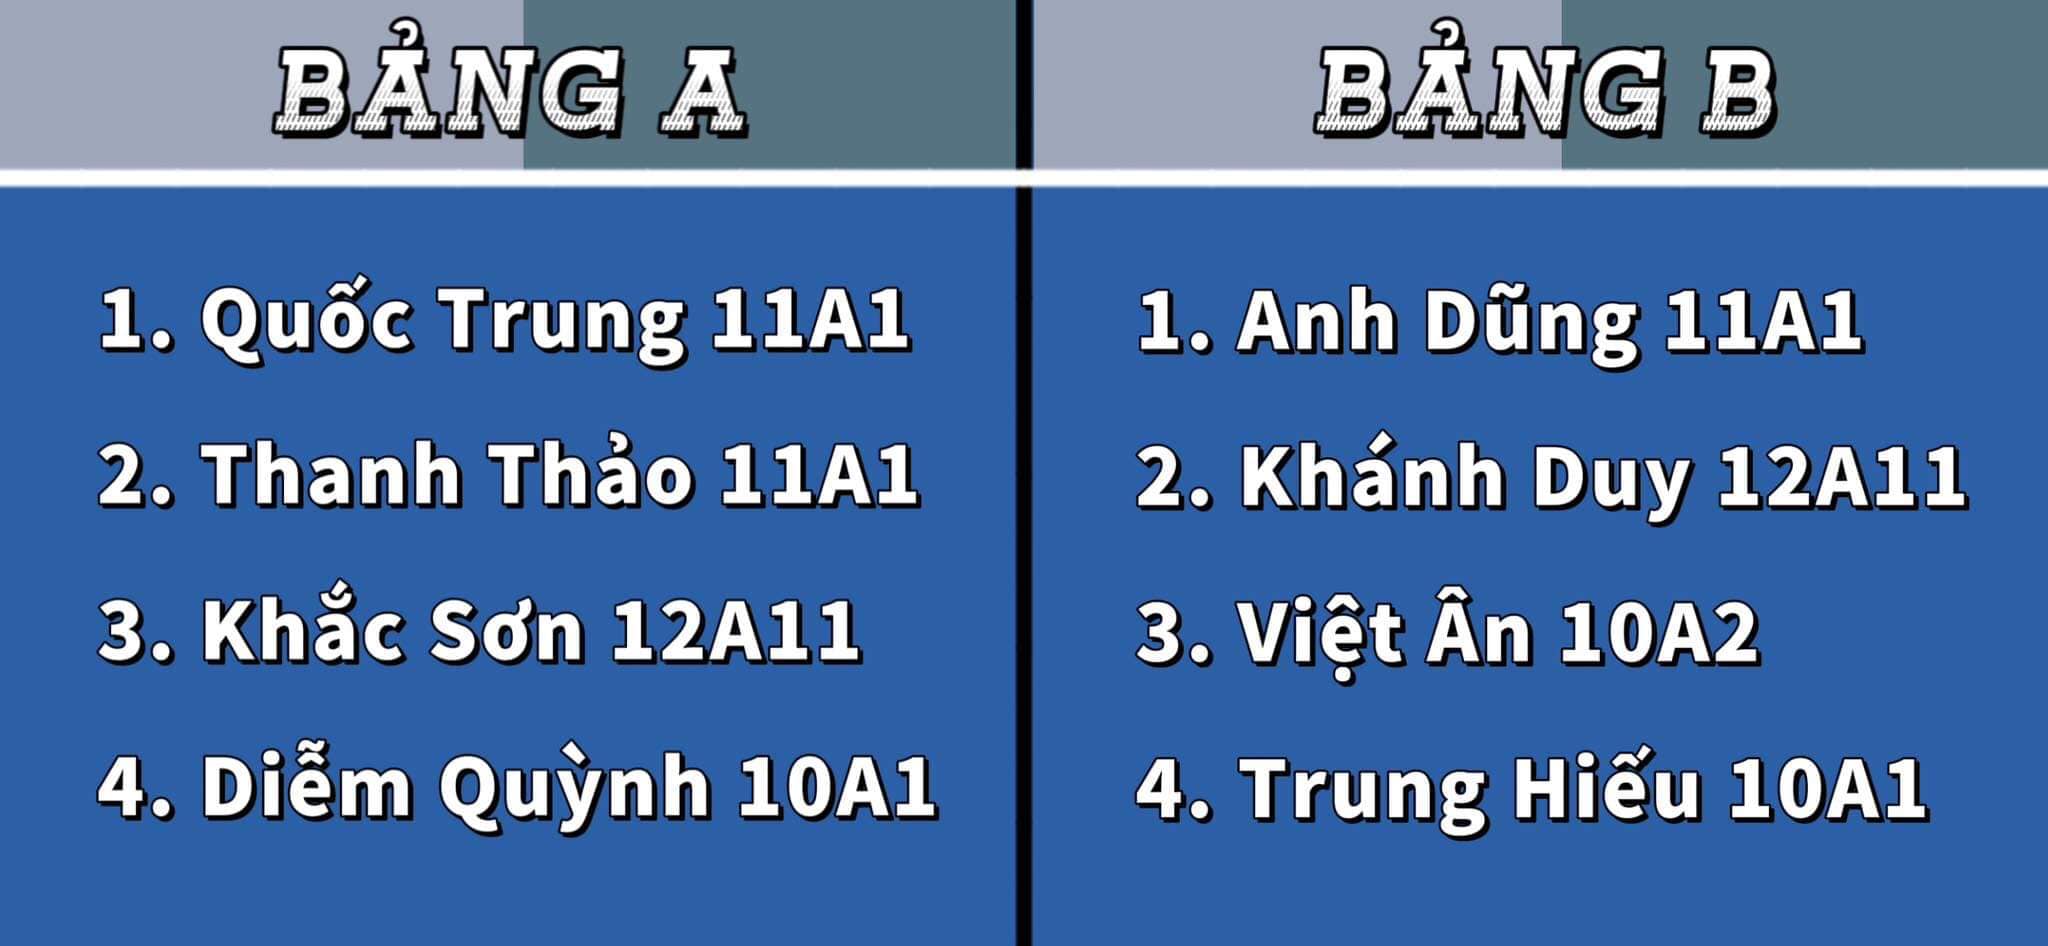 BẢNG A
1. Quốc Trung 11A1
2. Thanh Thảo 11A1
3. Khắc Sơn 12A11
4. Diễm Quỳnh 10A1
BẢNG B
1. Anh Dũng 11A1
2. Khánh Duy 12A11
3. Việt Ân 10A2
4. Trung Hiếu 10A1